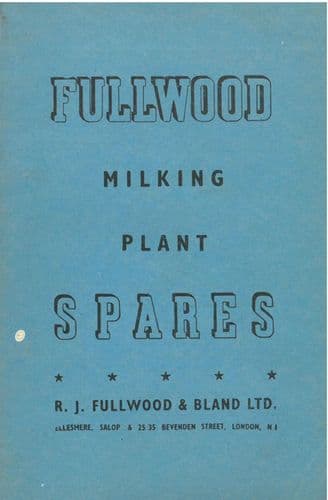 FULLWOOD
MILKING
PLANT
SPARES
★ ★ ★ ★ ★
R. J. FULLWOOD & BLAND LTD.
ELLESMERE, SALOP & 25/35 BEVENDEN STREET, LONDON, N.1